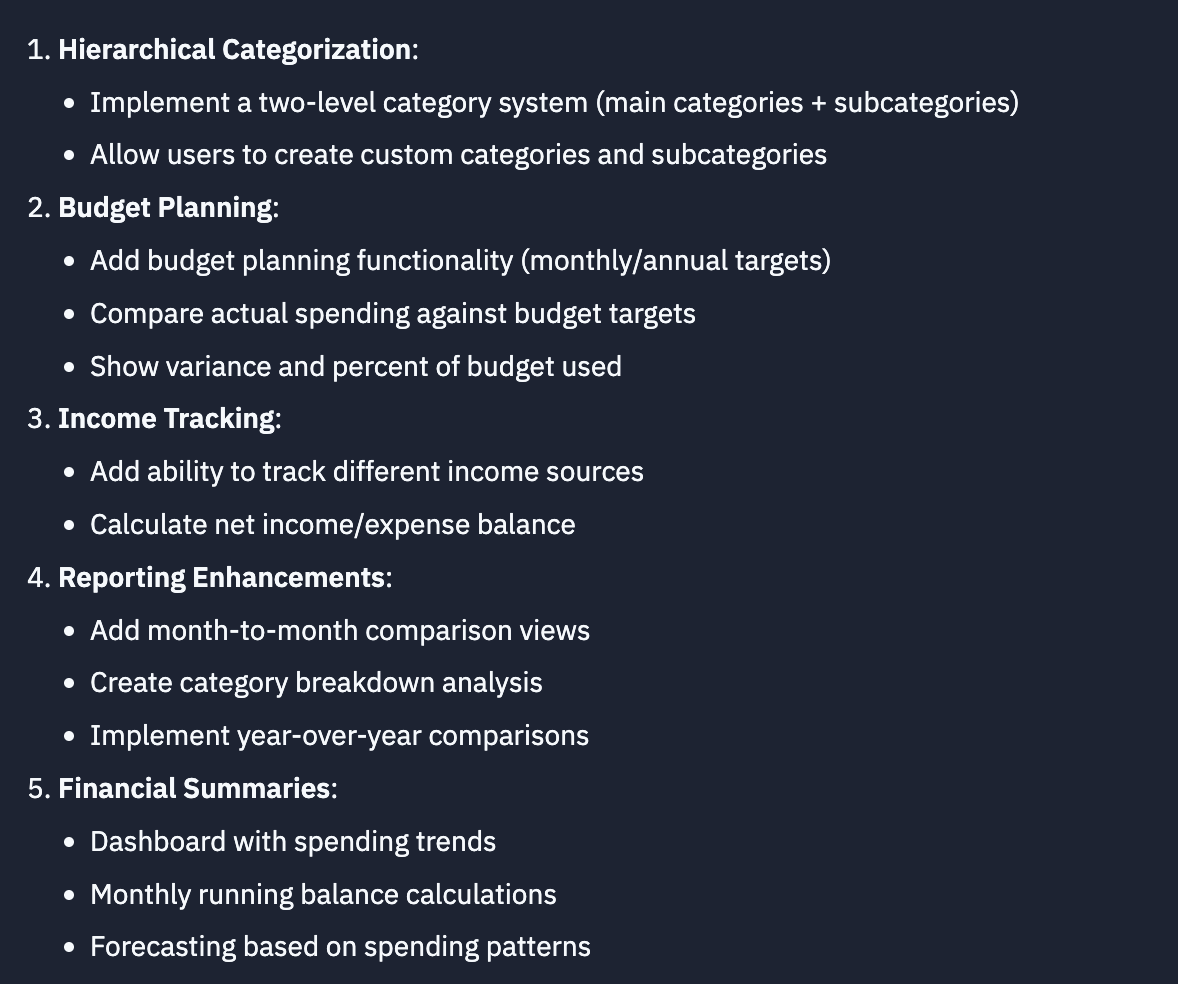 1. Hierarchical Categorization:
• Implement a two-level category system (main categories + subcategories)
• Allow users to create custom categories and subcategories
2. Budget Planning:
• Add budget planning functionality (monthly/annual targets)
• Compare actual spending against budget targets
• Show variance and percent of budget used
3. Income Tracking:
• Add ability to track different income sources
• Calculate net income/expense balance
4. Reporting Enhancements:
• Add month-to-month comparison views
• Create category breakdown analysis
• Implement year-over-year comparisons
5. Financial Summaries:
• Dashboard with spending trends
• Monthly running balance calculations
• Forecasting based on spending patterns